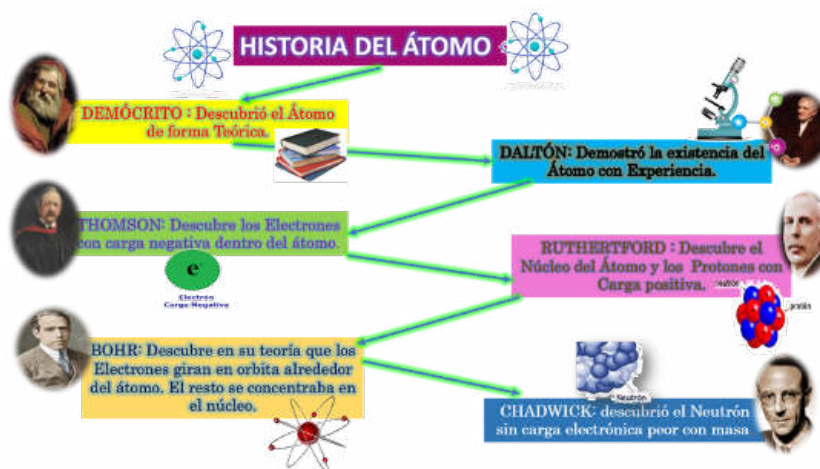 HISTORIA DEL ÁTOMO
DEMÓCRITO : Descubrió el Átomo
de forma Teórica.
DALTÓN: Demostró la existencia del
Átomo con Experiencia.
THOMSON: Descubre los Electrones
con carga negativa dentro del átomo.
e-
Electrón
Carga Negativa
RUTHERTFORD : Descubre el
Núcleo del Átomo y los Protones con
Carga positiva.
neutrón
protón
BOHR: Descubre en su teoría que los
Electrones giran en orbita alrededor
del átomo. El resto se concentraba en
el núcleo.
Neutrón
CHADWICK: descubrió el Neutrón
sin carga electrónica peor con masa